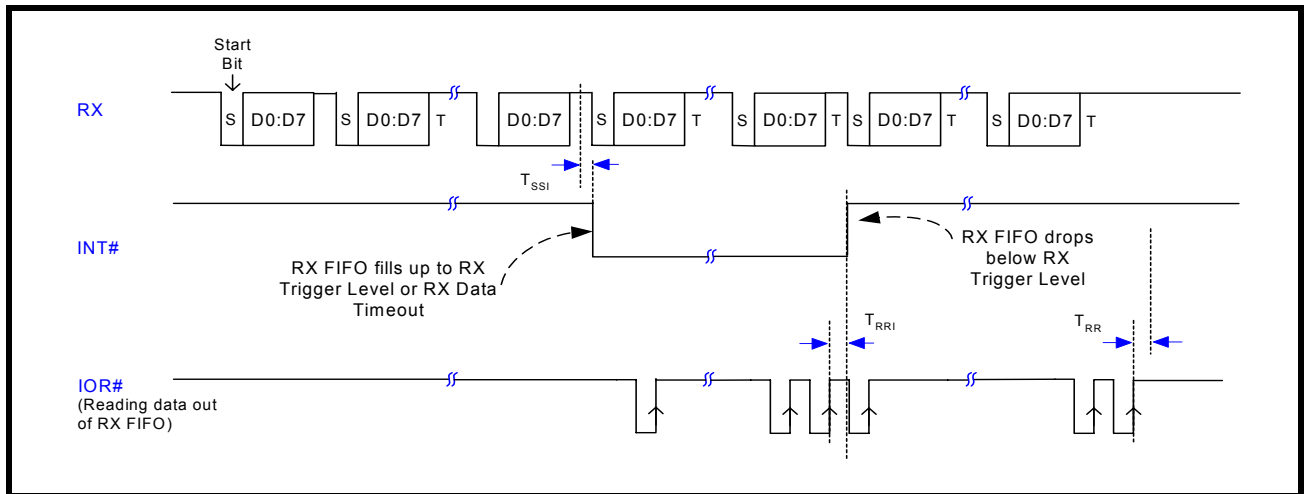 Start
Bit
RX
S D0:D7 S D0:D7 T S D0:D7 S D0:D7 T S D0:D7 T S D0:D7 T S D0:D7 T
TSSI
INT#
RX FIFO fills up to RX
Trigger Level or RX Data
Timeout
RX FIFO drops
below RX
Trigger Level
TRRI
TRR
IOR#
(Reading data out
of RX FIFO)